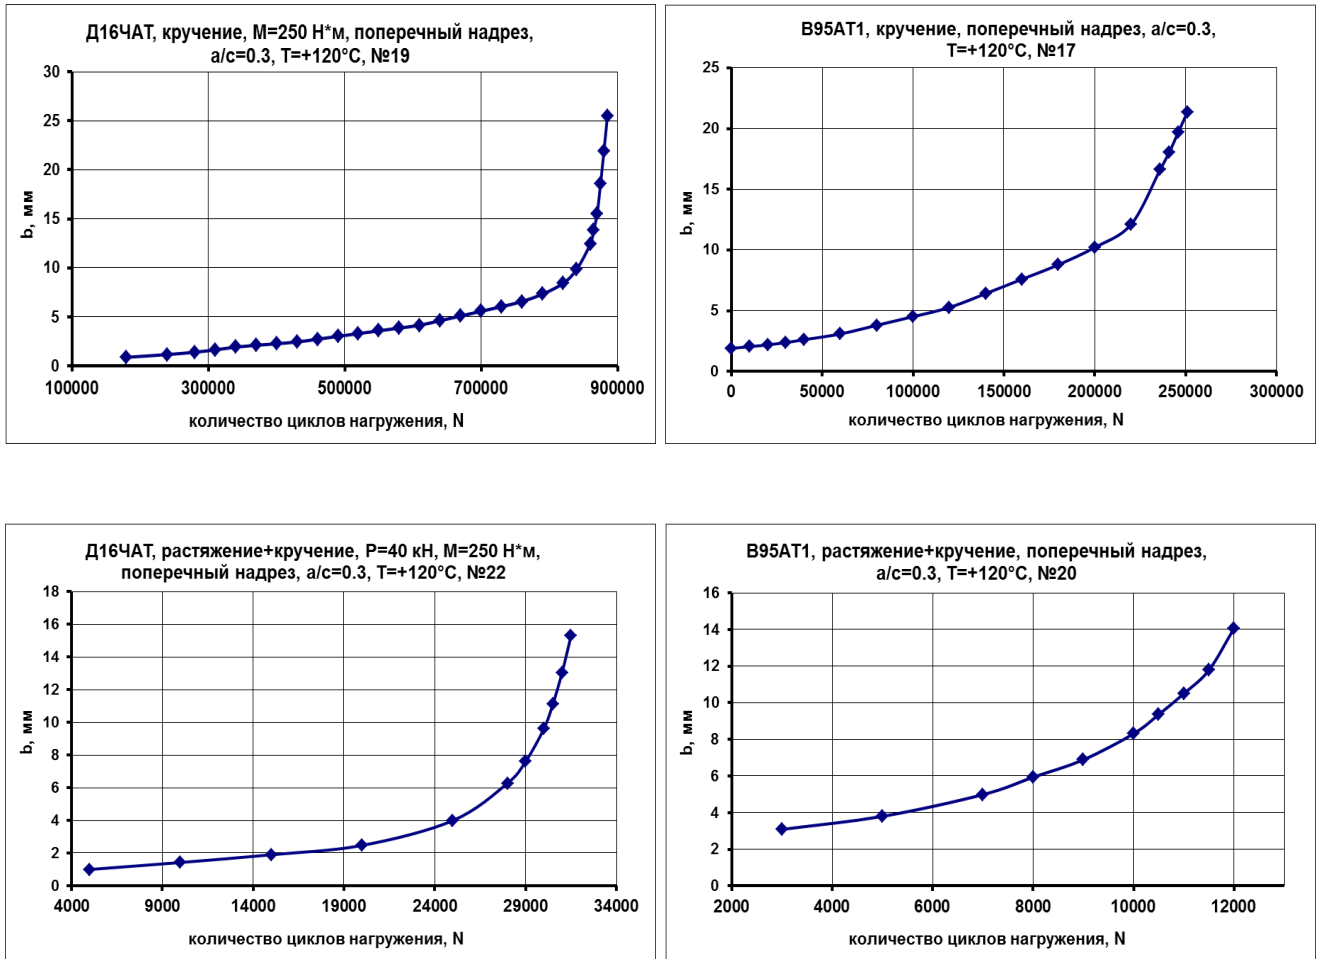 Д16ЧАТ, кручение, М=250 Н*м, поперечный надрез,
а/с=0.3, Т=+120°С, №19
30
25
20
15
10
5
0
b, мм
100000 300000 500000 700000 900000
количество циклов нагружения, N
В95АТ1, кручение, поперечный надрез, а/с=0.3,
Т=+120°С, №17
25
20
15
10
5
0
b, мм
0 50000 100000 150000 200000 250000 300000
количество циклов нагружения, N
Д16ЧАТ, растяжение+кручение, Р=40 кН, М=250 Н*м,
поперечный надрез, а/с=0.3, Т=+120°С, №22
18
16
14
12
10
8
6
4
2
0
b, мм
4000 9000 14000 19000 24000 29000 34000
количество циклов нагружения, N
В95АТ1, растяжение+кручение, поперечный надрез,
а/с=0.3, Т=+120°С, №20
16
14
12
10
8
6
4
2
0
b, мм
2000 4000 6000 8000 10000 12000
количество циклов нагружения, N